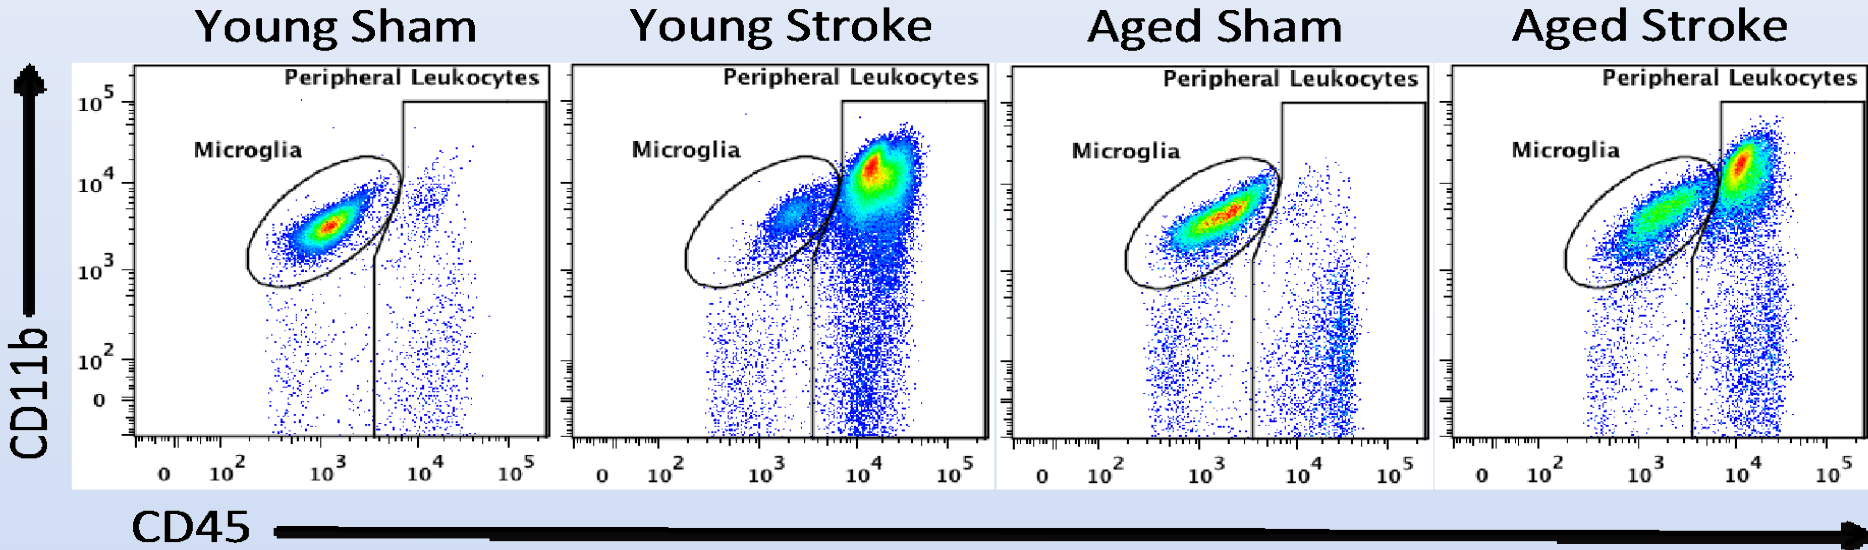 Young Sham
Young Stroke
Aged Sham
Aged Stroke
CD11b
Peripheral Leukocytes
Microglia
10^5
10^4
10^3
10^2
0
0 10^2 10^3 10^4 10^5
Peripheral Leukocytes
Microglia
0 10^2 10^3 10^4 10^5
Peripheral Leukocytes
Microglia
0 10^2 10^3 10^4 10^5
Peripheral Leukocytes
Microglia
0 10^2 10^3 10^4 10^5
CD45